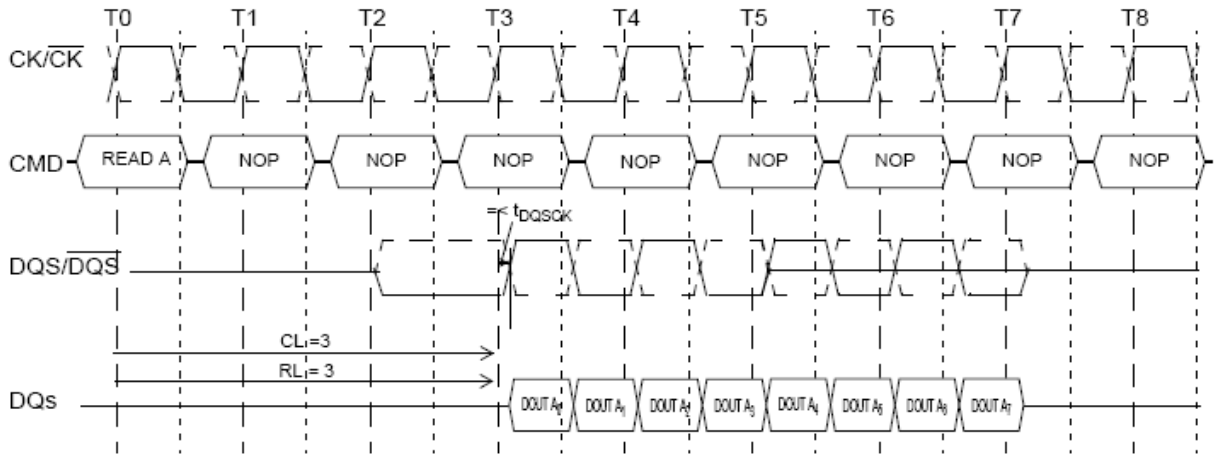 T0 T1 T2 T3 T4 T5 T6 T7 T8
CK/C̅K̅
CMD READ A NOP NOP NOP NOP NOP NOP NOP NOP
=< tDQSCK
DQS/D̅Q̅S̅
CL = 3
RL = 3
DQs DOUT A0 DOUT A1 DOUT A2 DOUT A3 DOUT A4 DOUT A5 DOUT A6 DOUT A7